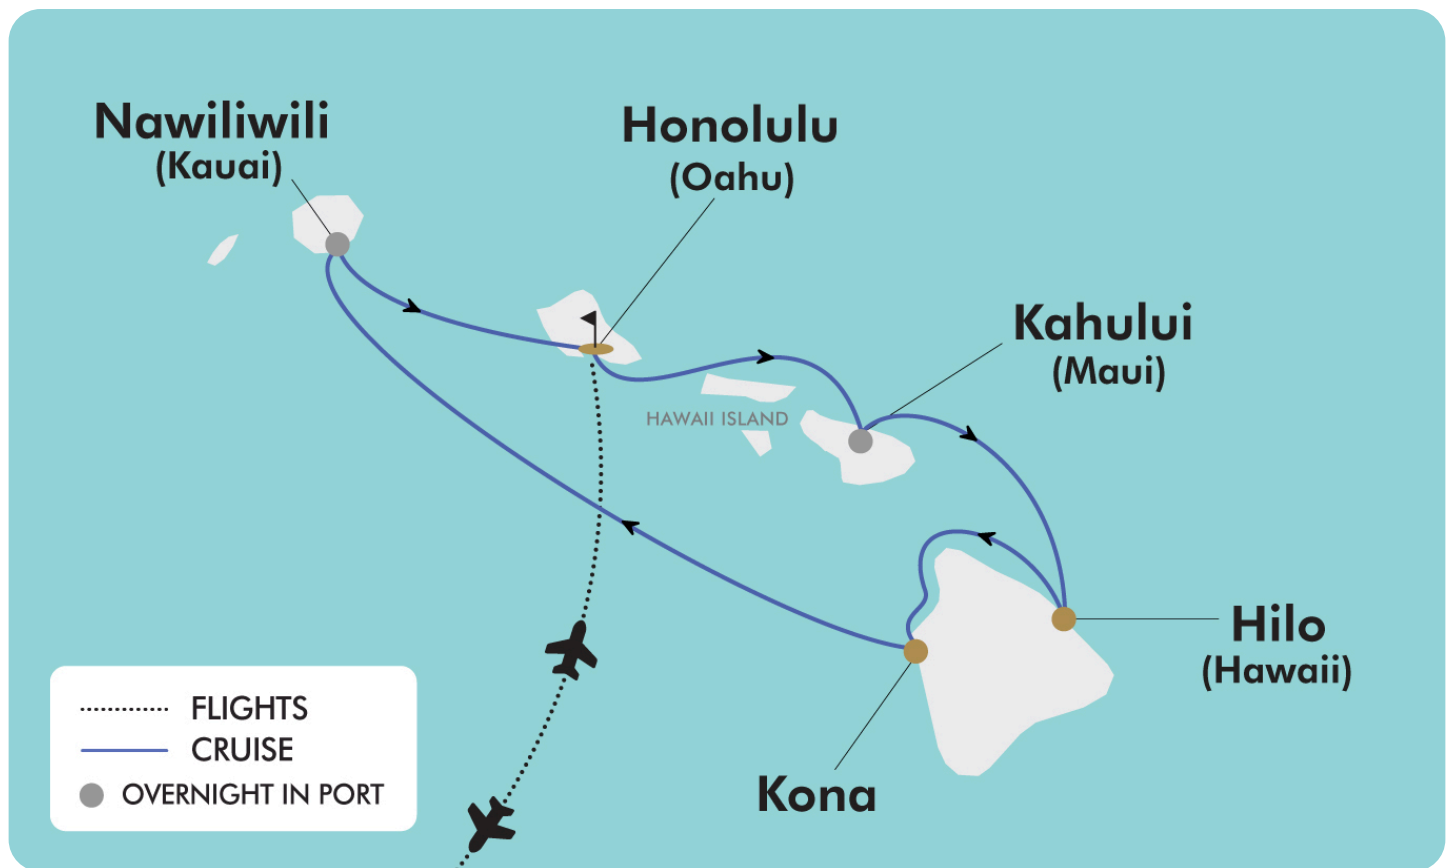 Nawiliwili
(Kauai)
Honolulu
(Oahu)
Kahului
(Maui)
HAWAII ISLAND
Hilo
(Hawaii)
Kona
FLIGHTS
CRUISE
OVERNIGHT IN PORT